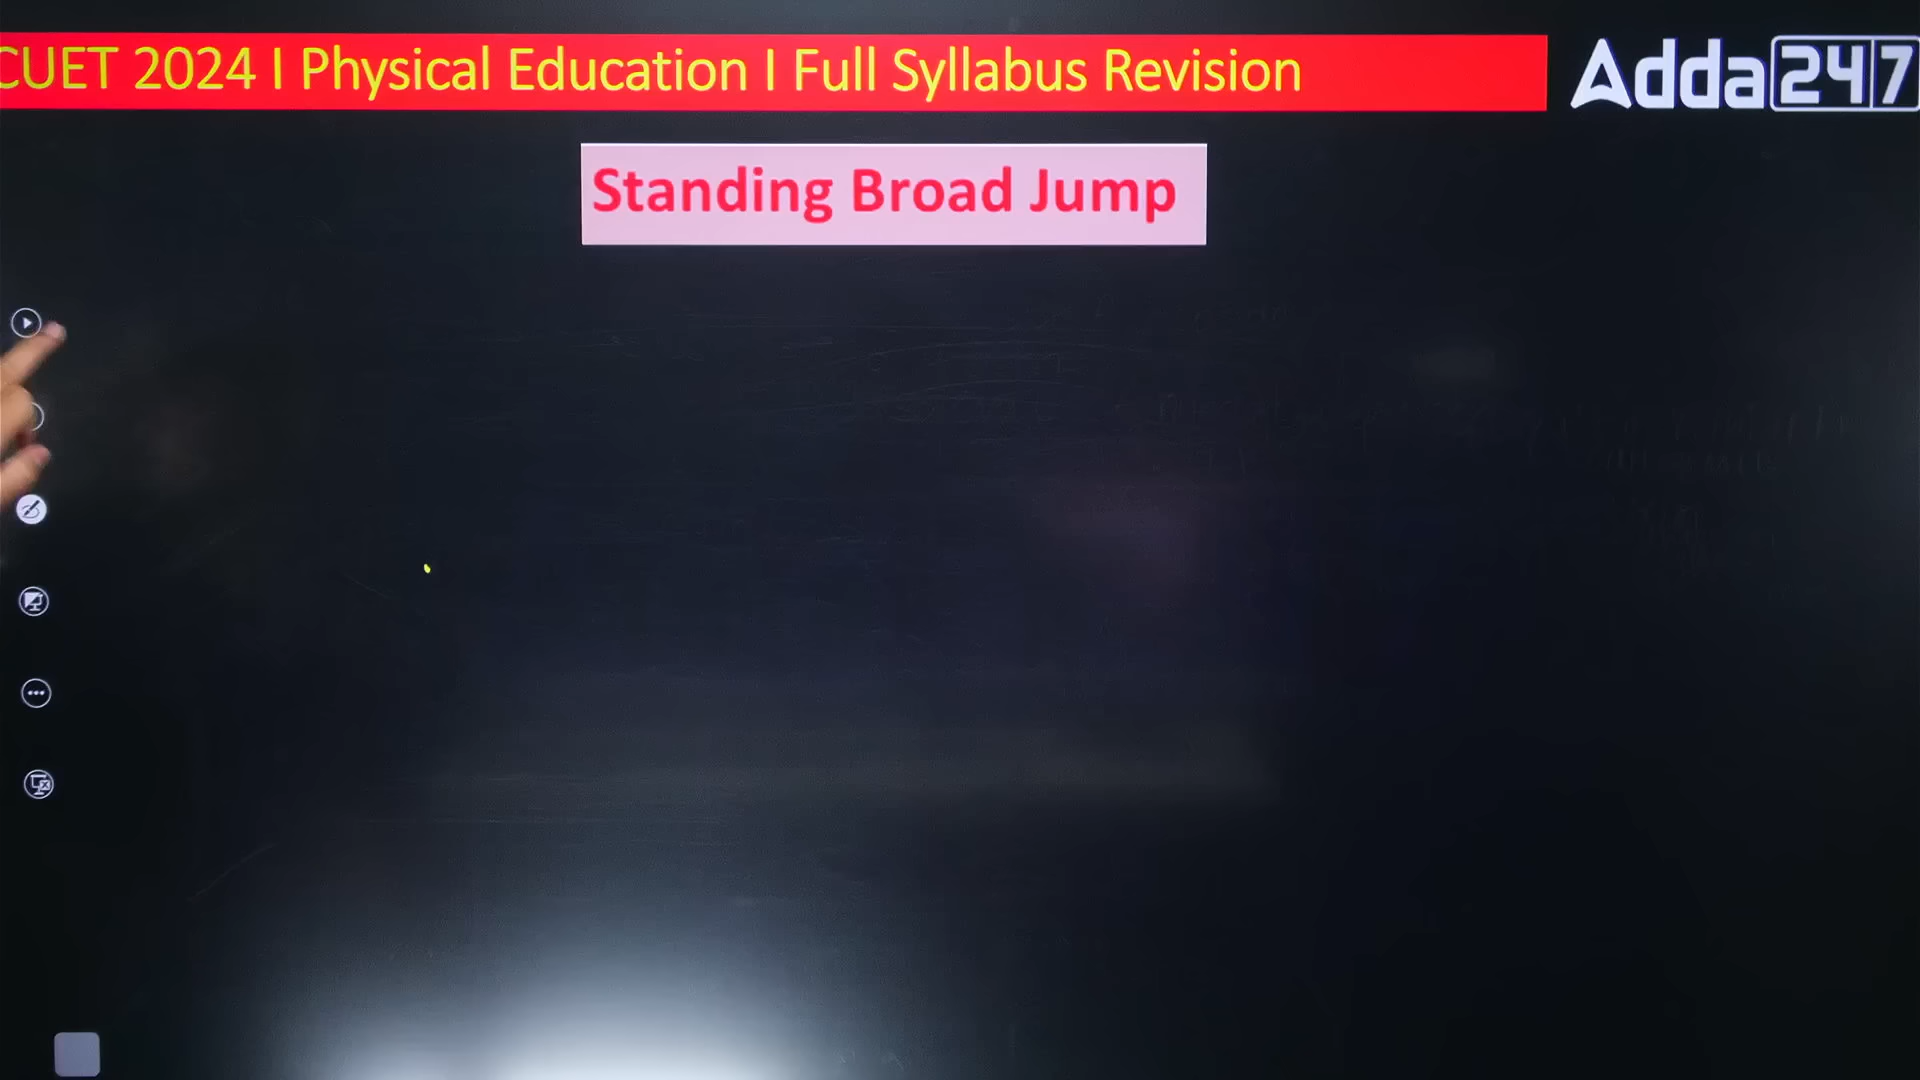 CUET 2024 I Physical Education I Full Syllabus Revision
Adda247
Standing Broad Jump